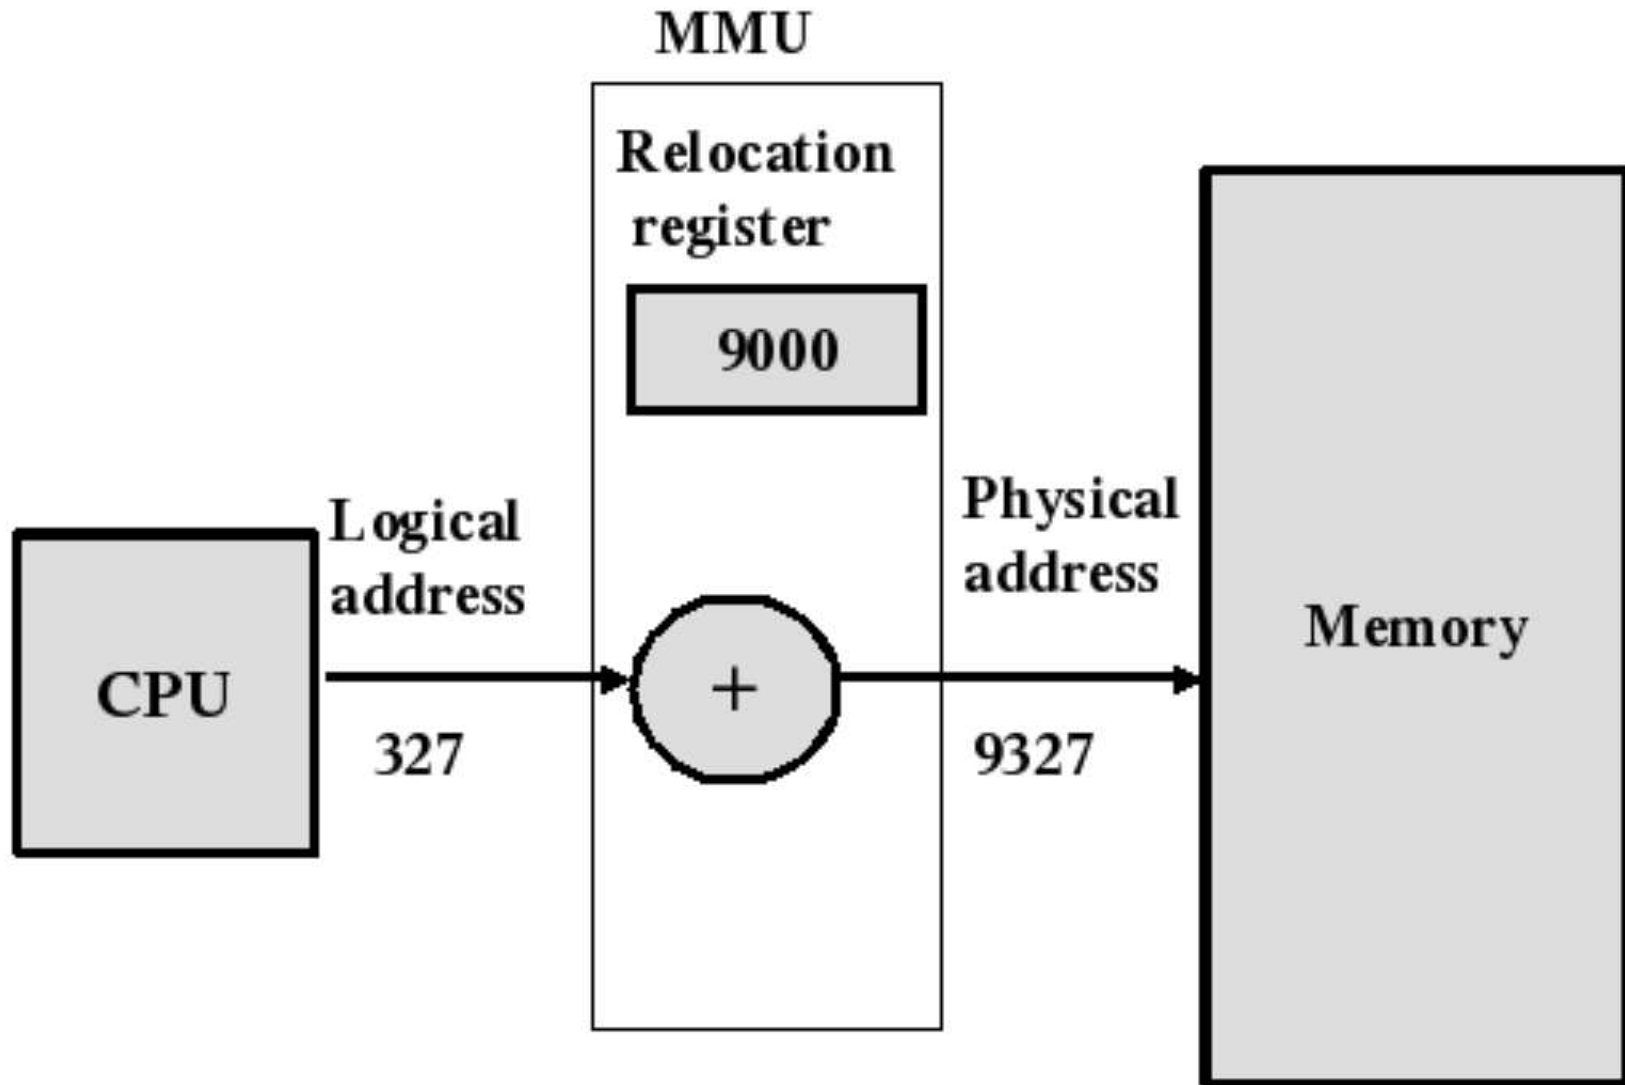 MMU
Relocation
register
9000
Logical
address
Physical
address
Memory
CPU
+
327
9327